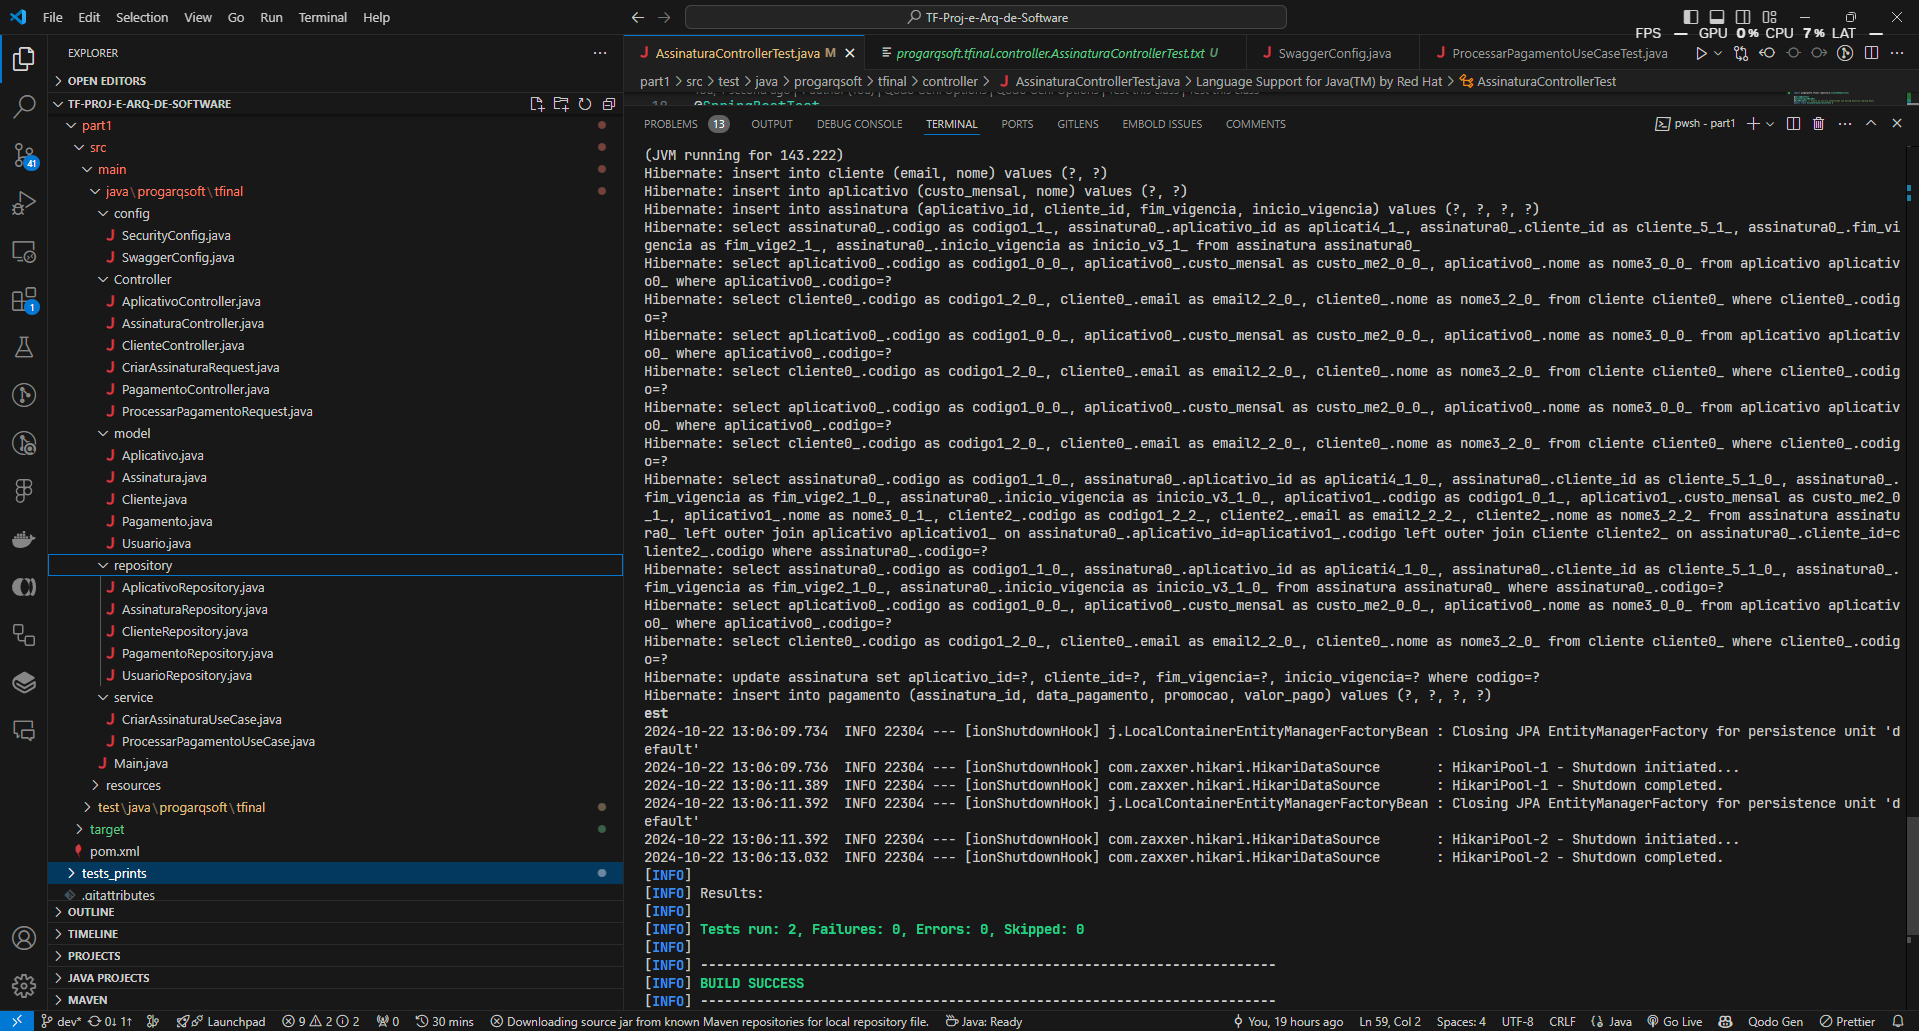 File Edit Selection View Go Run Terminal Help
TF-Proj-e-Arq-de-Software
FPS — GPU 0% CPU 7% LAT —
EXPLORER
OPEN EDITORS
TF-PROJ-E-ARQ-DE-SOFTWARE
part1
src
main
java\progarqsoft\tfinal
config
SecurityConfig.java
SwaggerConfig.java
Controller
AplicativoController.java
AssinaturaController.java
ClienteController.java
CriarAssinaturaRequest.java
PagamentoController.java
ProcessarPagamentoRequest.java
model
Aplicativo.java
Assinatura.java
Cliente.java
Pagamento.java
Usuario.java
repository
AplicativoRepository.java
AssinaturaRepository.java
ClienteRepository.java
PagamentoRepository.java
UsuarioRepository.java
service
CriarAssinaturaUseCase.java
ProcessarPagamentoUseCase.java
Main.java
resources
test\java\progarqsoft\tfinal
target
pom.xml
tests_prints
.gitattributes
OUTLINE
TIMELINE
PROJECTS
JAVA PROJECTS
MAVEN
41
1
AssinaturaControllerTest.java M
progarqsoft.tfinal.controller.AssinaturaControllerTest.txt U
SwaggerConfig.java
ProcessarPagamentoUseCaseTest.java
part1 > src > test > java > progarqsoft > tfinal > controller > AssinaturaControllerTest.java > Language Support for Java(TM) by Red Hat > AssinaturaControllerTest
PROBLEMS 13 OUTPUT DEBUG CONSOLE TERMINAL PORTS GITLENS EMBOLD ISSUES COMMENTS
pwsh - part1
(JVM running for 143.222)
Hibernate: insert into cliente (email, nome) values (?, ?)
Hibernate: insert into aplicativo (custo_mensal, nome) values (?, ?)
Hibernate: insert into assinatura (aplicativo_id, cliente_id, fim_vigencia, inicio_vigencia) values (?, ?, ?, ?)
Hibernate: select assinatura0_.codigo as codigo1_1_, assinatura0_.aplicativo_id as aplicati4_1_, assinatura0_.cliente_id as cliente_5_1_, assinatura0_.fim_vi
gencia as fim_vige2_1_, assinatura0_.inicio_vigencia as inicio_v3_1_ from assinatura assinatura0_
Hibernate: select aplicativo0_.codigo as codigo1_0_0_, aplicativo0_.custo_mensal as custo_me2_0_0_, aplicativo0_.nome as nome3_0_0_ from aplicativo aplicativ
o0_ where aplicativo0_.codigo=?
Hibernate: select cliente0_.codigo as codigo1_2_0_, cliente0_.email as email2_2_0_, cliente0_.nome as nome3_2_0_ from cliente cliente0_ where cliente0_.codig
o=?
Hibernate: select aplicativo0_.codigo as codigo1_0_0_, aplicativo0_.custo_mensal as custo_me2_0_0_, aplicativo0_.nome as nome3_0_0_ from aplicativo aplicativ
o0_ where aplicativo0_.codigo=?
Hibernate: select cliente0_.codigo as codigo1_2_0_, cliente0_.email as email2_2_0_, cliente0_.nome as nome3_2_0_ from cliente cliente0_ where cliente0_.codig
o=?
Hibernate: select aplicativo0_.codigo as codigo1_0_0_, aplicativo0_.custo_mensal as custo_me2_0_0_, aplicativo0_.nome as nome3_0_0_ from aplicativo aplicativ
o0_ where aplicativo0_.codigo=?
Hibernate: select cliente0_.codigo as codigo1_2_0_, cliente0_.email as email2_2_0_, cliente0_.nome as nome3_2_0_ from cliente cliente0_ where cliente0_.codig
o=?
Hibernate: select assinatura0_.codigo as codigo1_1_0_, assinatura0_.aplicativo_id as aplicati4_1_0_, assinatura0_.cliente_id as cliente_5_1_0_, assinatura0_.
fim_vigencia as fim_vige2_1_0_, assinatura0_.inicio_vigencia as inicio_v3_1_0_, aplicativo1_.codigo as codigo1_0_1_, aplicativo1_.custo_mensal as custo_me2_0
_1_, aplicativo1_.nome as nome3_0_1_, cliente2_.codigo as codigo1_2_2_, cliente2_.email as email2_2_2_, cliente2_.nome as nome3_2_2_ from assinatura assinatu
ra0_ left outer join aplicativo aplicativo1_ on assinatura0_.aplicativo_id=aplicativo1_.codigo left outer join cliente cliente2_ on assinatura0_.cliente_id=c
liente2_.codigo where assinatura0_.codigo=?
Hibernate: select assinatura0_.codigo as codigo1_1_0_, assinatura0_.aplicativo_id as aplicati4_1_0_, assinatura0_.cliente_id as cliente_5_1_0_, assinatura0_.
fim_vigencia as fim_vige2_1_0_, assinatura0_.inicio_vigencia as inicio_v3_1_0_ from assinatura assinatura0_ where assinatura0_.codigo=?
Hibernate: select aplicativo0_.codigo as codigo1_0_0_, aplicativo0_.custo_mensal as custo_me2_0_0_, aplicativo0_.nome as nome3_0_0_ from aplicativo aplicativ
o0_ where aplicativo0_.codigo=?
Hibernate: select cliente0_.codigo as codigo1_2_0_, cliente0_.email as email2_2_0_, cliente0_.nome as nome3_2_0_ from cliente cliente0_ where cliente0_.codig
o=?
Hibernate: update assinatura set aplicativo_id=?, cliente_id=?, fim_vigencia=?, inicio_vigencia=? where codigo=?
Hibernate: insert into pagamento (assinatura_id, data_pagamento, promocao, valor_pago) values (?, ?, ?, ?)
est
2024-10-22 13:06:09.734  INFO 22304 --- [ionShutdownHook] j.LocalContainerEntityManagerFactoryBean : Closing JPA EntityManagerFactory for persistence unit 'd
efault'
2024-10-22 13:06:09.736  INFO 22304 --- [ionShutdownHook] com.zaxxer.hikari.HikariDataSource       : HikariPool-1 - Shutdown initiated...
2024-10-22 13:06:11.389  INFO 22304 --- [ionShutdownHook] com.zaxxer.hikari.HikariDataSource       : HikariPool-1 - Shutdown completed.
2024-10-22 13:06:11.392  INFO 22304 --- [ionShutdownHook] j.LocalContainerEntityManagerFactoryBean : Closing JPA EntityManagerFactory for persistence unit 'd
efault'
2024-10-22 13:06:11.392  INFO 22304 --- [ionShutdownHook] com.zaxxer.hikari.HikariDataSource       : HikariPool-2 - Shutdown initiated...
2024-10-22 13:06:13.032  INFO 22304 --- [ionShutdownHook] com.zaxxer.hikari.HikariDataSource       : HikariPool-2 - Shutdown completed.
[INFO]
[INFO] Results:
[INFO]
[INFO] Tests run: 2, Failures: 0, Errors: 0, Skipped: 0
[INFO]
[INFO] ------------------------------------------------------------------------
[INFO] BUILD SUCCESS
[INFO] ------------------------------------------------------------------------
dev* 0↓ 1↑ Launchpad 9 2 2 0 30 mins Downloading source jar from known Maven repositories for local repository file. Java: Ready You, 19 hours ago Ln 59, Col 2 Spaces: 4 UTF-8 CRLF Java Go Live Qodo Gen Prettier